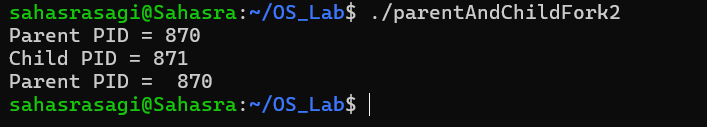 sahasrasagi@Sahasra:~/OS_Lab$ ./parentAndChildFork2
Parent PID = 870
Child PID = 871
Parent PID =  870
sahasrasagi@Sahasra:~/OS_Lab$